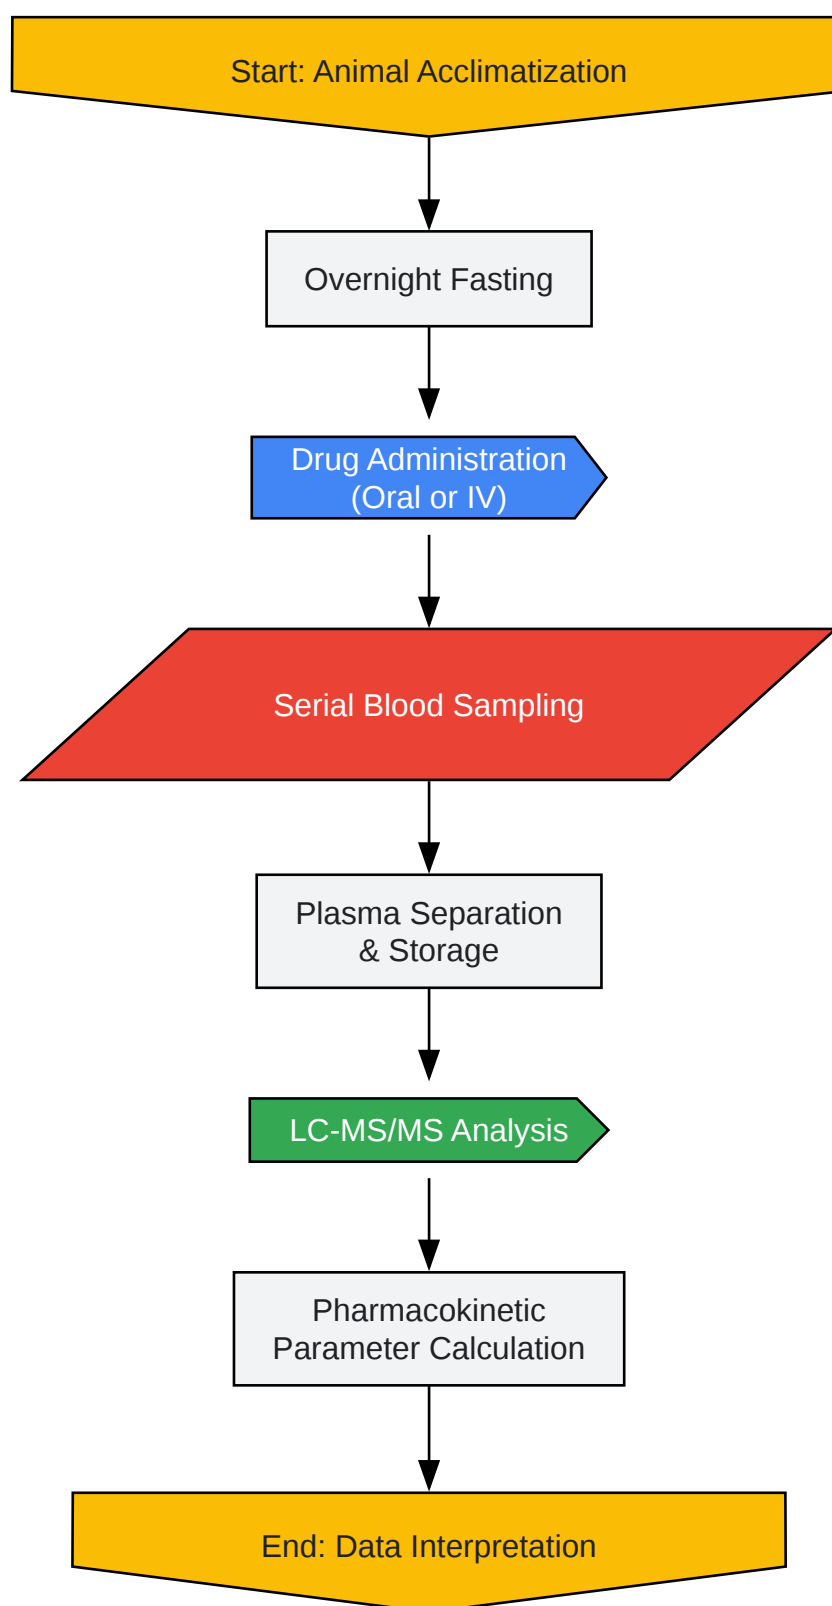 Start: Animal Acclimatization
Overnight Fasting
Drug Administration
(Oral or IV)
Serial Blood Sampling
Plasma Separation
& Storage
LC-MS/MS Analysis
Pharmacokinetic
Parameter Calculation
End: Data Interpretation